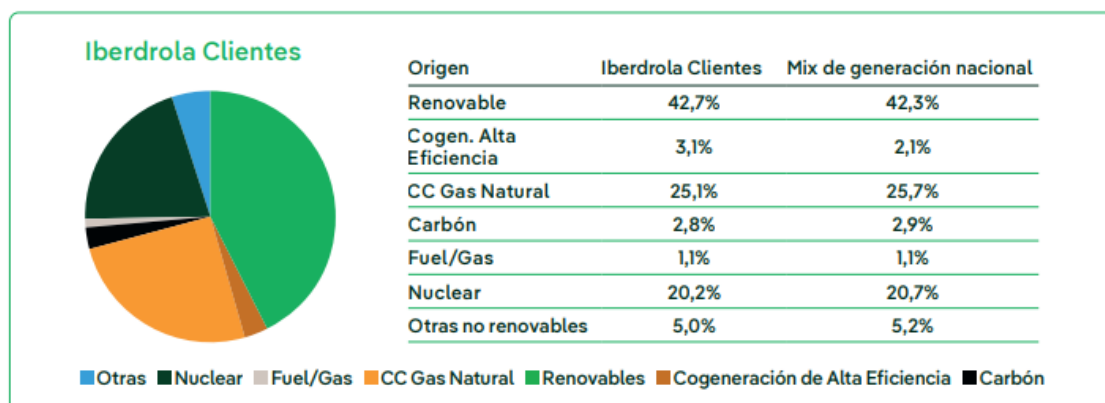 Iberdrola Clientes
Origen Iberdrola Clientes Mix de generación nacional
Renovable 42,7% 42,3%
Cogen. Alta
Eficiencia 3,1% 2,1%
CC Gas Natural 25,1% 25,7%
Carbón 2,8% 2,9%
Fuel/Gas 1,1% 1,1%
Nuclear 20,2% 20,7%
Otras no renovables 5,0% 5,2%
Otras Nuclear Fuel/Gas CC Gas Natural Renovables Cogeneración de Alta Eficiencia Carbón